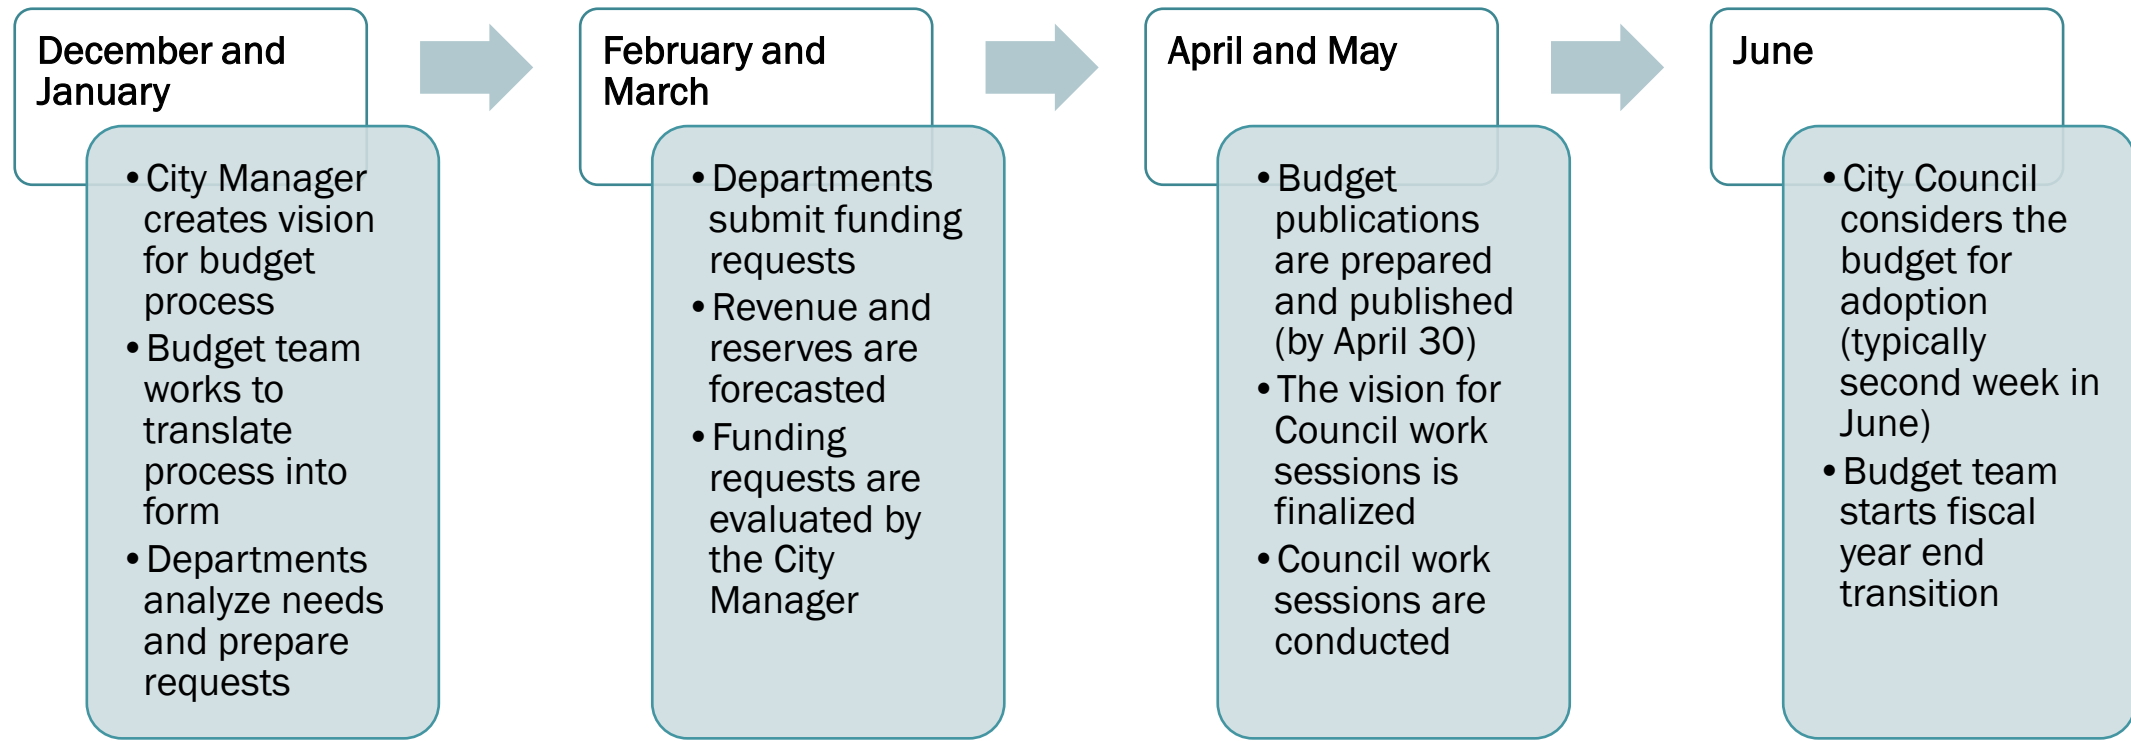 December and
January
• City Manager
creates vision
for budget
process
• Budget team
works to
translate
process into
form
• Departments
analyze needs
and prepare
requests
February and
March
• Departments
submit funding
requests
• Revenue and
reserves are
forecasted
• Funding
requests are
evaluated by
the City
Manager
April and May
• Budget
publications
are prepared
and published
(by April 30)
• The vision for
Council work
sessions is
finalized
• Council work
sessions are
conducted
June
• City Council
considers the
budget for
adoption
(typically
second week in
June)
• Budget team
starts fiscal
year end
transition